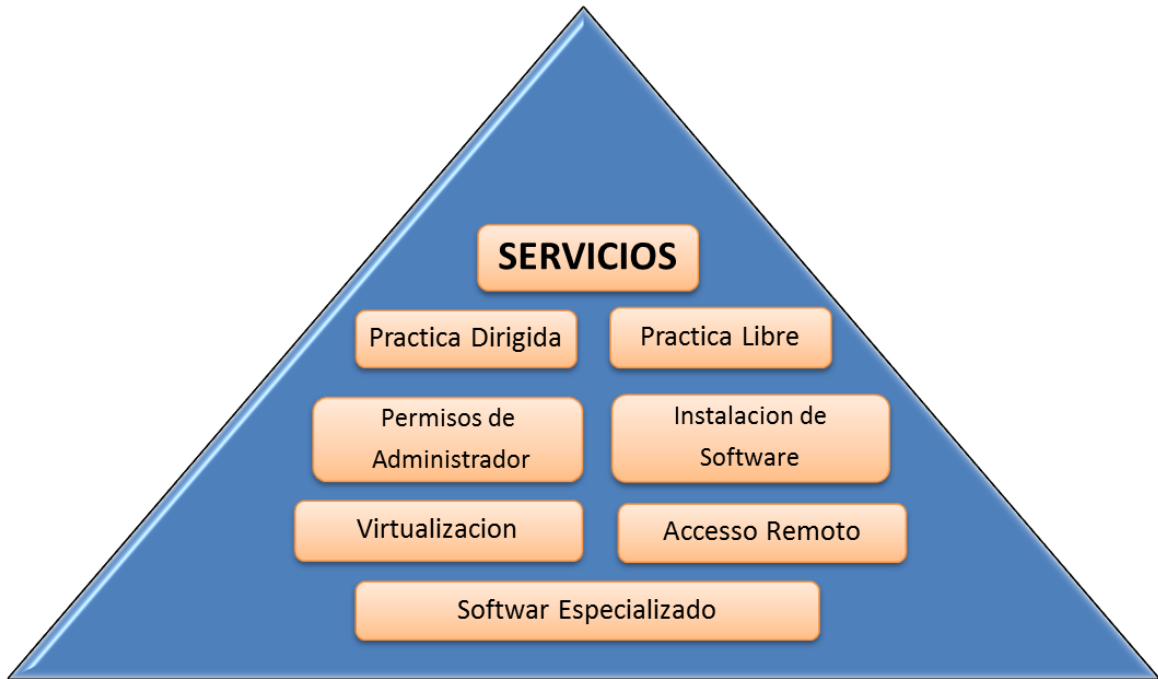 SERVICIOS
Practica Dirigida
Practica Libre
Permisos de
Administrador
Instalacion de
Software
Virtualizacion
Accesso Remoto
Softwar Especializado